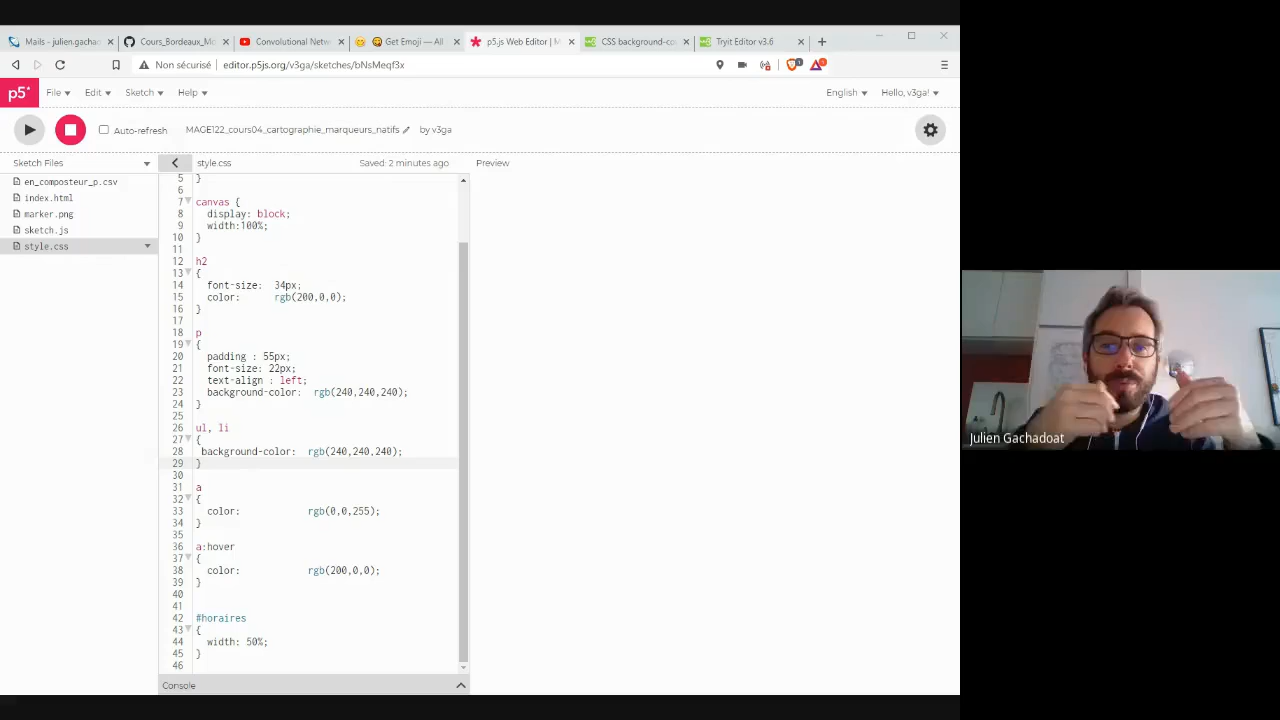 Mails - julien.gachan
Cours_Bordeaux_Mo
Convolutional Netw
Get Emoji — All
p5.js Web Editor | M
CSS background-co
Tryit Editor v3.6
Non sécurisé
editor.p5js.org/v3ga/sketches/bNsMeqf3x
p5*
File
Edit
Sketch
Help
English
Hello, v3ga!
Auto-refresh
MAGE122_cours04_cartographie_marqueurs_natifs
by v3ga
Sketch Files
style.css
Saved: 2 minutes ago
Preview
en_composteur_p.csv
index.html
marker.png
sketch.js
style.css
5 }
6
7 canvas {
8 display: block;
9 width:100%;
10 }
11
12 h2
13 {
14 font-size: 34px;
15 color: rgb(200,0,0);
16 }
17
18 p
19 {
20 padding : 55px;
21 font-size: 22px;
22 text-align : left;
23 background-color: rgb(240,240,240);
24 }
25
26 ul, li
27 {
28 background-color: rgb(240,240,240);
29 }
30
31 a
32 {
33 color: rgb(0,0,255);
34 }
35
36 a:hover
37 {
38 color: rgb(200,0,0);
39 }
40
41
42 #horaires
43 {
44 width: 50%;
45 }
46
Console
Julien Gachadoat